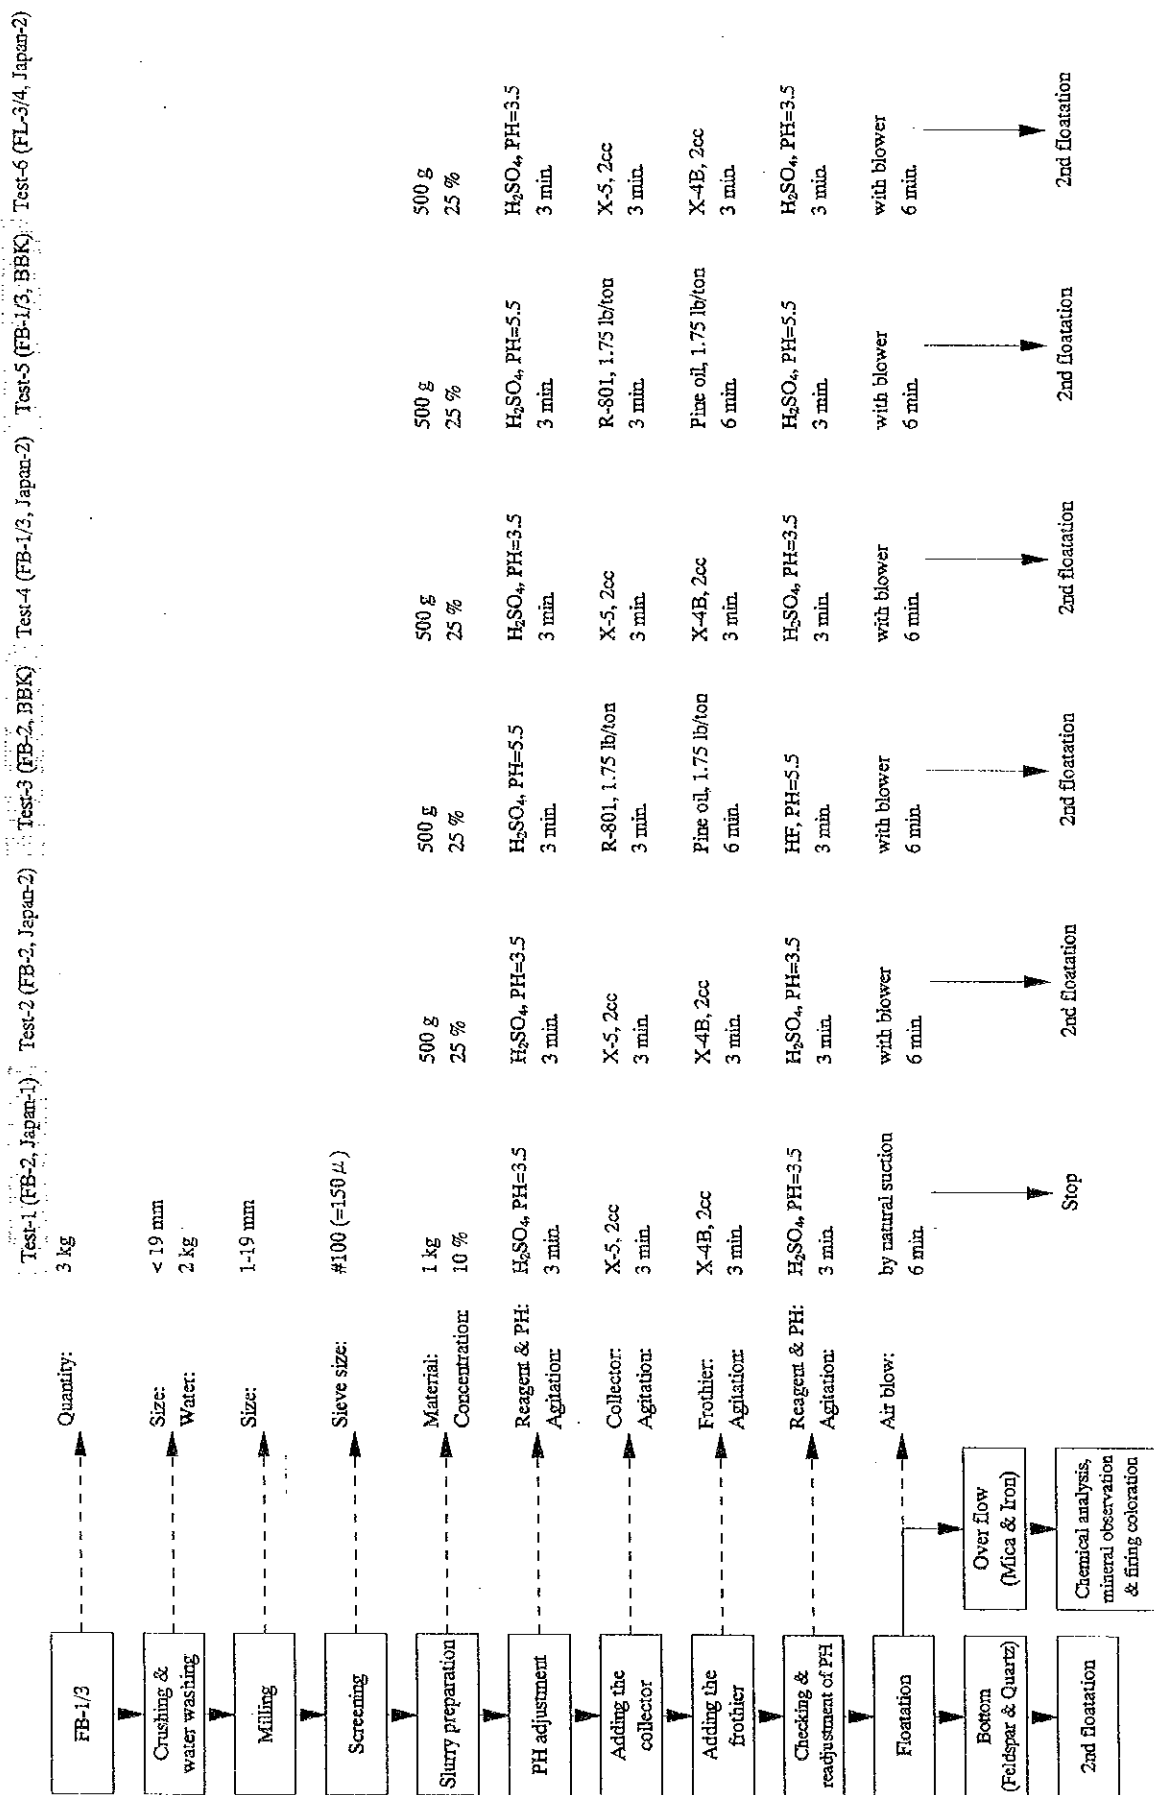 Test-1 (FB-2, Japan-1) Test-2 (FB-2, Japan-2) Test-3 (FB-2, BBK) Test-4 (FB-1/3, Japan-2) Test-5 (FB-1/3, BBK) Test-6 (FL-3/4, Japan-2)
FB-1/3 Quantity: 3 kg
Crushing & Size: < 19 mm
water washing Water: 2 kg
Milling Size: 1-19 mm
Screening Sieve size: #100 (=150 μ)
Slurry preparation Material: 1 kg 500 g 500 g 500 g 500 g 500 g
Concentration: 10 % 25 % 25 % 25 % 25 % 25 %
PH adjustment Reagent & PH: H₂SO₄, PH=3.5 H₂SO₄, PH=3.5 H₂SO₄, PH=5.5 H₂SO₄, PH=3.5 H₂SO₄, PH=5.5 H₂SO₄, PH=3.5
Agitation: 3 min. 3 min. 3 min. 3 min. 3 min. 3 min.
Adding the Collector: X-5, 2cc X-5, 2cc R-801, 1.75 lb/ton X-5, 2cc R-801, 1.75 lb/ton X-5, 2cc
collector Agitation: 3 min. 3 min. 3 min. 3 min. 3 min. 3 min.
Adding the Frothier: X-4B, 2cc X-4B, 2cc Pine oil, 1.75 lb/ton X-4B, 2cc Pine oil, 1.75 lb/ton X-4B, 2cc
frothier Agitation: 3 min. 3 min. 6 min. 3 min. 6 min. 3 min.
Checking & Reagent & PH: H₂SO₄, PH=3.5 H₂SO₄, PH=3.5 HF, PH=5.5 H₂SO₄, PH=3.5 H₂SO₄, PH=5.5 H₂SO₄, PH=3.5
readjustment of PH Agitation: 3 min. 3 min. 3 min. 3 min. 3 min. 3 min.
Floatation Air blow: by natural suction with blower with blower with blower with blower with blower
6 min. 6 min. 6 min. 6 min. 6 min. 6 min.
Bottom Over flow
(Feldspar & Quartz) (Mica & Iron)
2nd floatation Chemical analysis, Stop 2nd floatation 2nd floatation 2nd floatation 2nd floatation 2nd floatation
mineral observation
& firing coloration